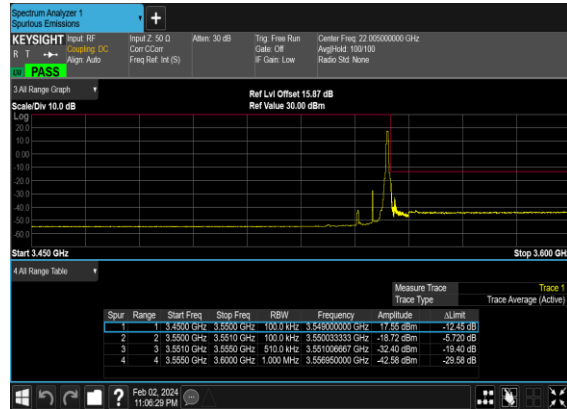 Spectrum Analyzer 1
Spurious Emissions
KEYSIGHT Input: RF Input Z: 50 Ω Atten: 30 dB Trig: Free Run Center Freq: 22.005000000 GHz
R T Coupling: DC Corr CCorr Gate: Off Avg|Hold: 100/100
Align: Auto Freq Ref: Int (S) IF Gain: Low Radio Std: None
PASS
3 All Range Graph
Ref Lvl Offset 15.87 dB
Scale/Div 10.0 dB Ref Value 30.00 dBm
Log
20.0
10.0
0.00
-10.0
-20.0
-30.0
-40.0
-50.0
-60.0
Start 3.450 GHz Stop 3.600 GH
4 All Range Table
Measure Trace Trace 1
Trace Type Trace Average (Active)
Spur Range Start Freq Stop Freq RBW Frequency Amplitude ΔLimit
1 1 3.4500 GHz 3.5500 GHz 100.0 kHz 3.549000000 GHz 17.55 dBm -12.45 dB
2 2 3.5500 GHz 3.5510 GHz 100.0 kHz 3.550033333 GHz -18.72 dBm -5.720 dB
3 3 3.5510 GHz 3.5550 GHz 510.0 kHz 3.551006667 GHz -32.40 dBm -19.40 dB
4 4 3.5550 GHz 3.6000 GHz 1.000 MHz 3.556950000 GHz -42.58 dBm -29.58 dB
? Feb 02, 2024
11:06:29 PM